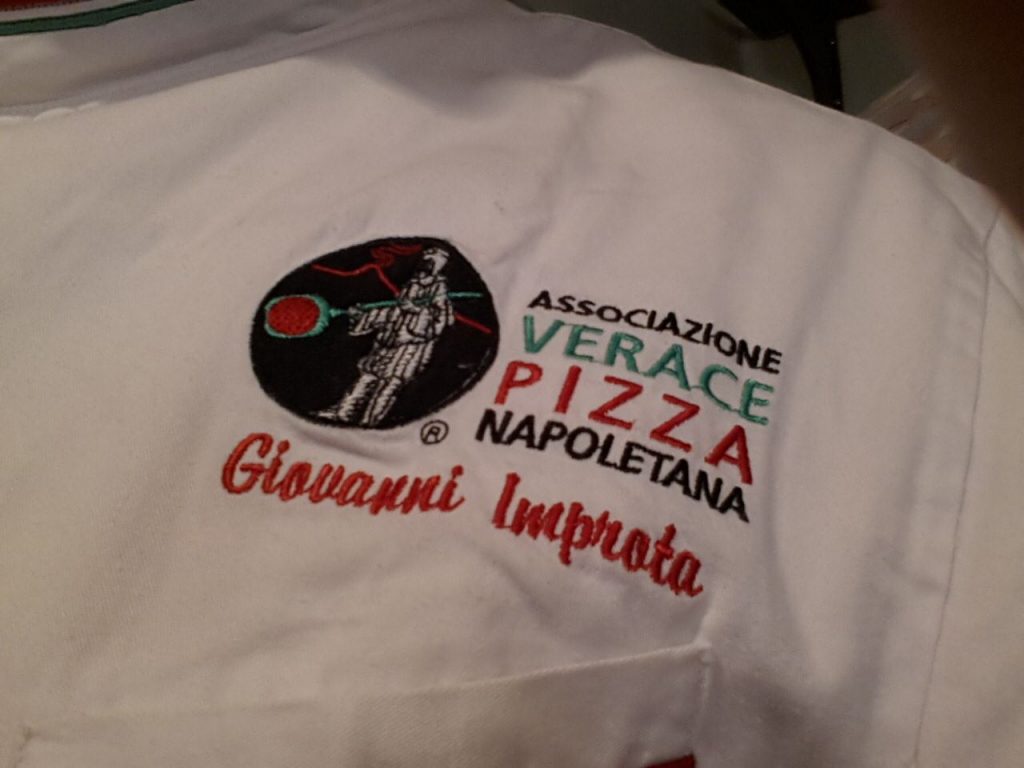 ASSOCIAZIONE
VERACE
PIZZA
NAPOLETANA
®
Giovanni Improta